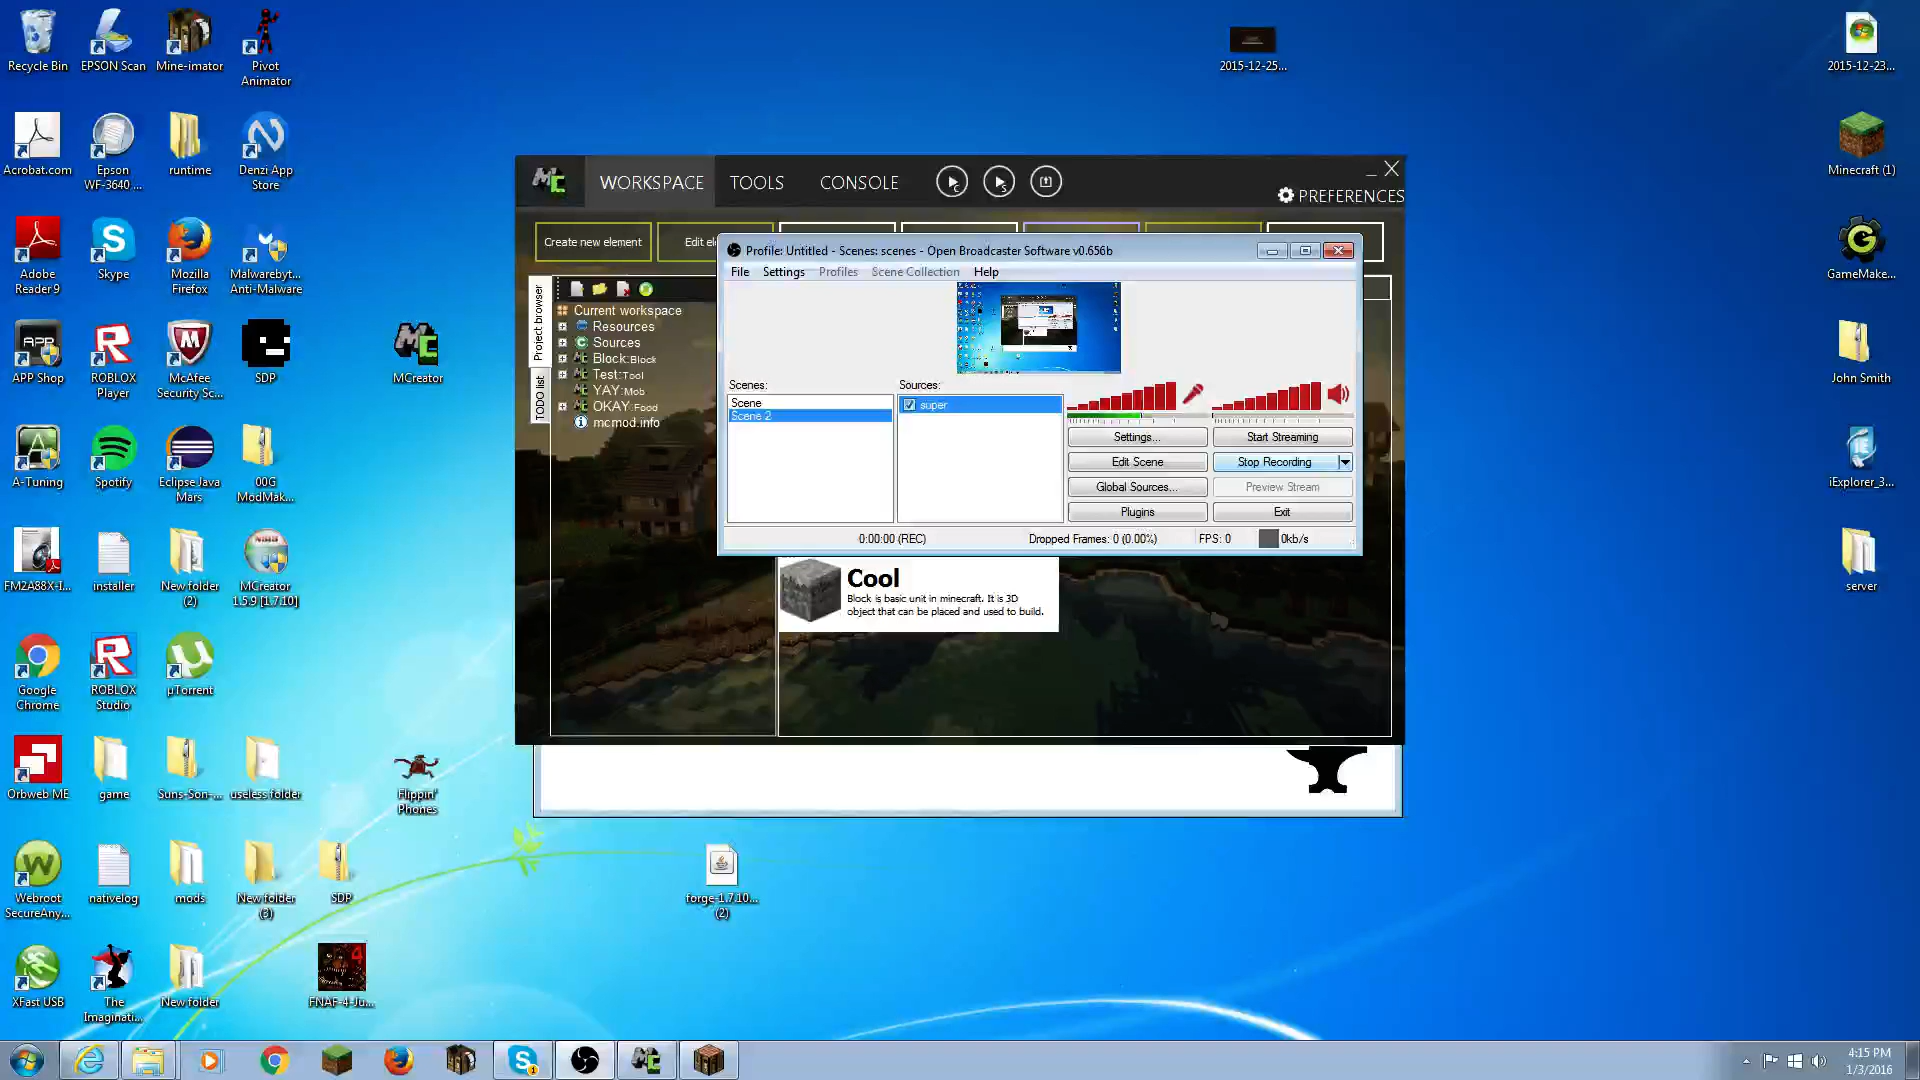 Recycle Bin
EPSON Scan
Mine-imator
Pivot
Animator
2015-12-25...
2015-12-23...
Acrobat.com
Epson
WF-3640 ...
runtime
Denzi App
Store
Minecraft (1)
Adobe
Reader 9
Skype
Mozilla
Firefox
Malwarebyt...
Anti-Malware
GameMake...
APP
APP Shop
ROBLOX
Player
McAfee
Security Sc...
SDP
MCreator
John Smith
A-Tuning
Spotify
Eclipse Java
Mars
00G
ModMak...
iExplorer_3...
FM2A88X-I...
installer
New folder
(2)
MCreator
1.5.9 [1.7.10]
server
Google
Chrome
ROBLOX
Studio
µTorrent
Orbweb ME
game
Suns-Son-...
useless folder
Flippin'
Phones
Webroot
SecureAny...
nativelog
mods
New folder
(3)
SDP
forge-1.7.10...
(2)
XFast USB
The
Imaginati...
New folder
4
FNAF-4-Ju...
WORKSPACE
TOOLS
CONSOLE
PREFERENCES
Create new element
Edit el
Project browser
TODO list
Current workspace
Resources
Sources
Block:Block
Test:Tool
YAY:Mob
OKAY:Food
mcmod.info
Profile: Untitled - Scenes: scenes - Open Broadcaster Software v0.656b
File Settings Profiles Scene Collection Help
Scenes:
Scene
Scene 2
Sources:
super
Settings...
Start Streaming
Edit Scene
Stop Recording
Global Sources...
Preview Stream
Plugins
Exit
0:00:00 (REC)
Dropped Frames: 0 (0.00%)
FPS: 0
0kb/s
Cool
Block is basic unit in minecraft. It is 3D
object that can be placed and used to build.
4:15 PM
1/3/2016